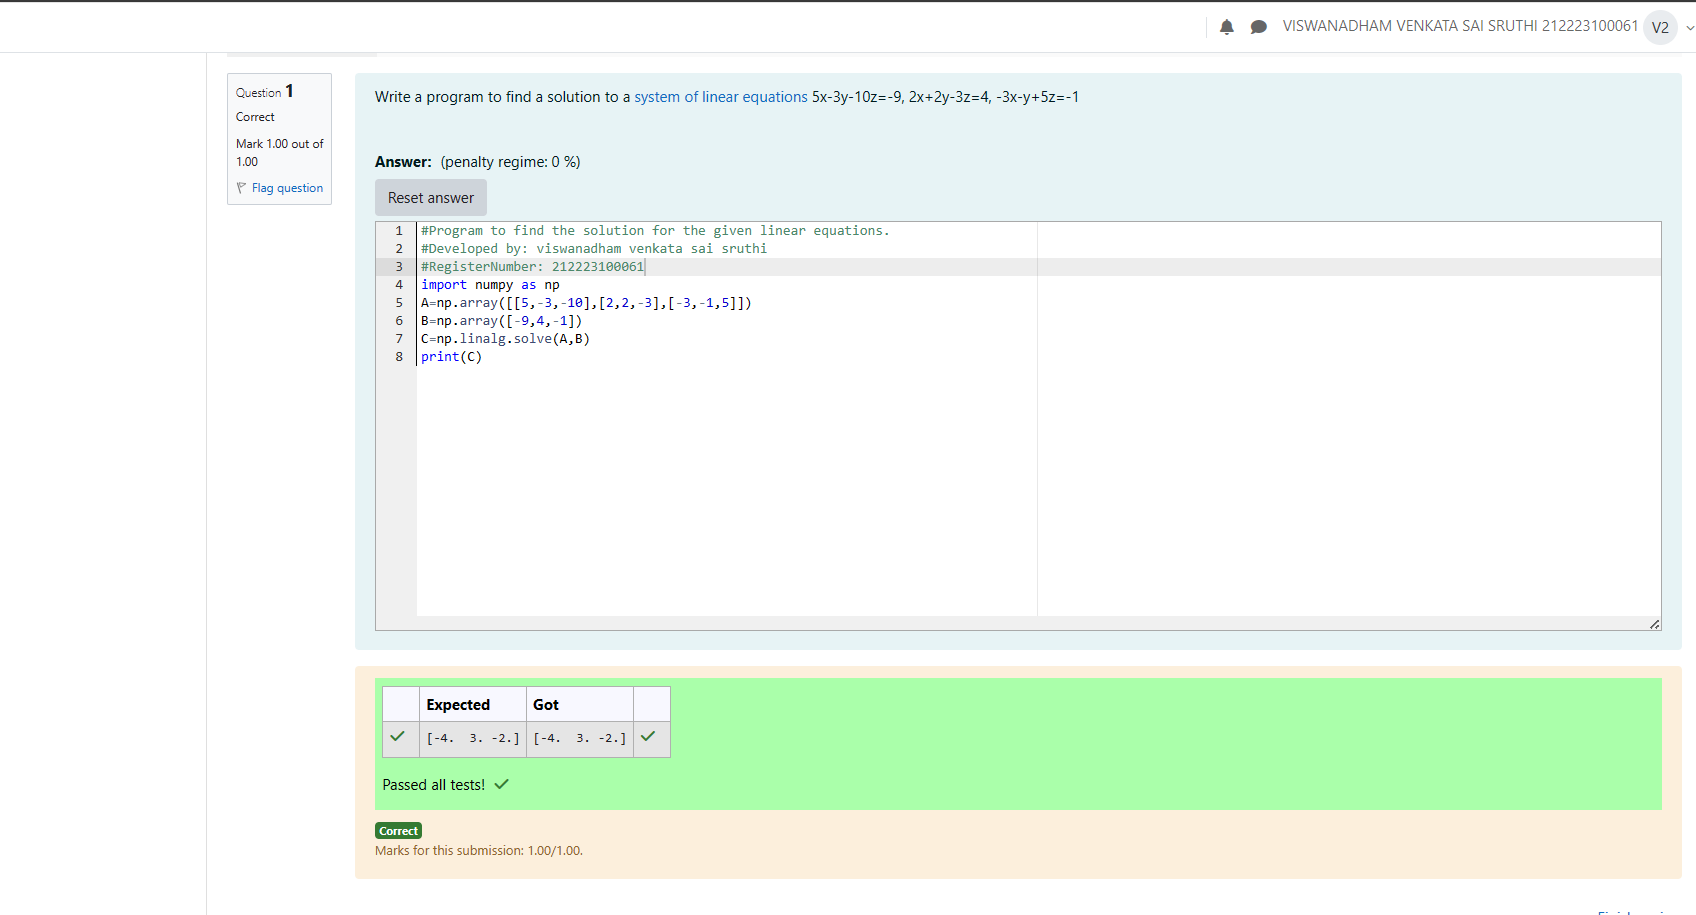 VISWANADHAM VENKATA SAI SRUTHI 212223100061 V2
Question 1
Correct
Mark 1.00 out of
1.00
Flag question
Write a program to find a solution to a system of linear equations 5x-3y-10z=-9, 2x+2y-3z=4, -3x-y+5z=-1
Answer: (penalty regime: 0 %)
Reset answer
1 #Program to find the solution for the given linear equations.
2 #Developed by: viswanadham venkata sai sruthi
3 #RegisterNumber: 212223100061
4 import numpy as np
5 A=np.array([[5,-3,-10],[2,2,-3],[-3,-1,5]])
6 B=np.array([-9,4,-1])
7 C=np.linalg.solve(A,B)
8 print(C)
Expected Got
[-4.  3. -2.] [-4.  3. -2.]
Passed all tests!
Correct
Marks for this submission: 1.00/1.00.